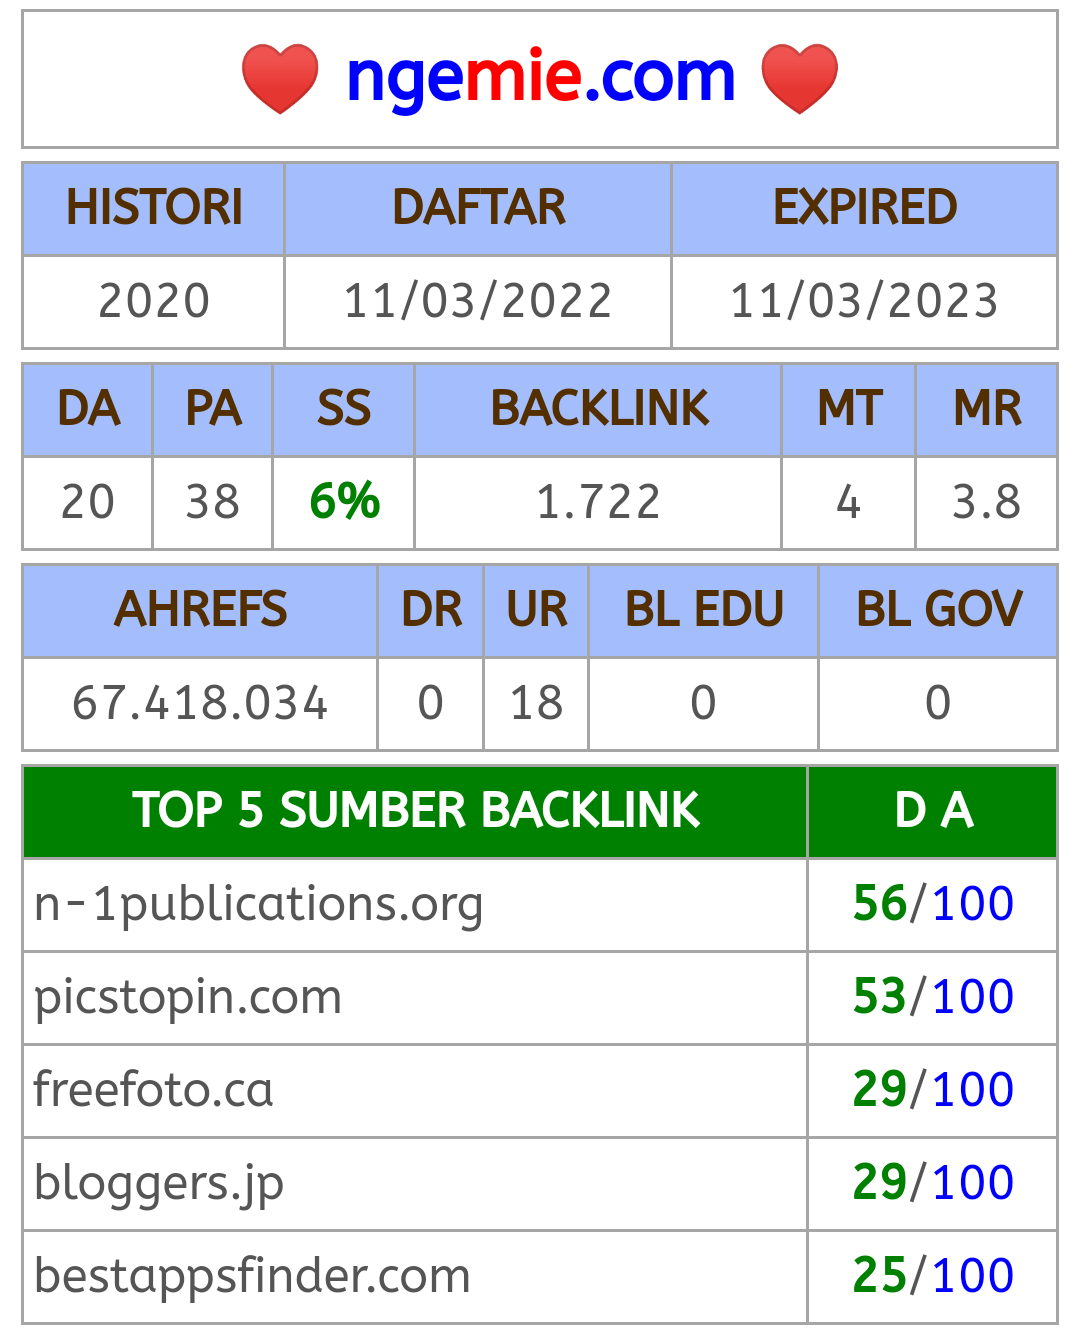 ngemie.com
HISTORI DAFTAR EXPIRED
2020 11/03/2022 11/03/2023
DA PA SS BACKLINK MT MR
20 38 6% 1.722 4 3.8
AHREFS DR UR BL EDU BL GOV
67.418.034 0 18 0 0
TOP 5 SUMBER BACKLINK D A
n-1publications.org 56/100
picstopin.com 53/100
freefoto.ca 29/100
bloggers.jp 29/100
bestappsfinder.com 25/100